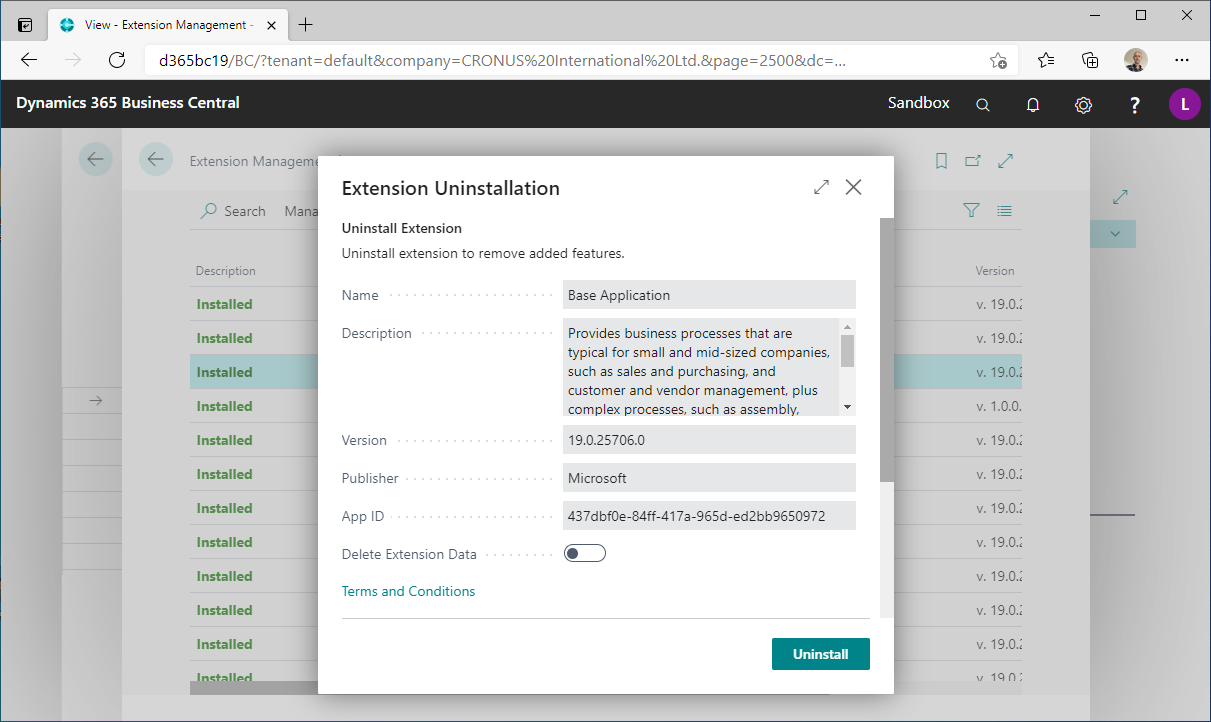 View - Extension Management -
d365bc19/BC/?tenant=default&company=CRONUS%20International%20Ltd.&page=2500&dc=...
Dynamics 365 Business Central
Sandbox
?
L
Extension Manageme
Extension Uninstallation
Search
Mana
Uninstall Extension
Uninstall extension to remove added features.
Description
Version
Name
Base Application
Installed
v. 19.0.2
Description
Provides business processes that are
typical for small and mid-sized companies,
such as sales and purchasing, and
customer and vendor management, plus
complex processes, such as assembly,
Installed
v. 19.0.2
Installed
v. 19.0.2
Installed
v. 1.0.0.
Version
19.0.25706.0
Installed
v. 19.0.2
Publisher
Microsoft
Installed
v. 19.0.2
App ID
437dbf0e-84ff-417a-965d-ed2bb9650972
Installed
v. 19.0.2
Delete Extension Data
Installed
v. 19.0.2
Installed
v. 19.0.2
Terms and Conditions
Installed
v. 19.0.2
Installed
v. 19.0.2
Uninstall
Installed
v. 19.0.2